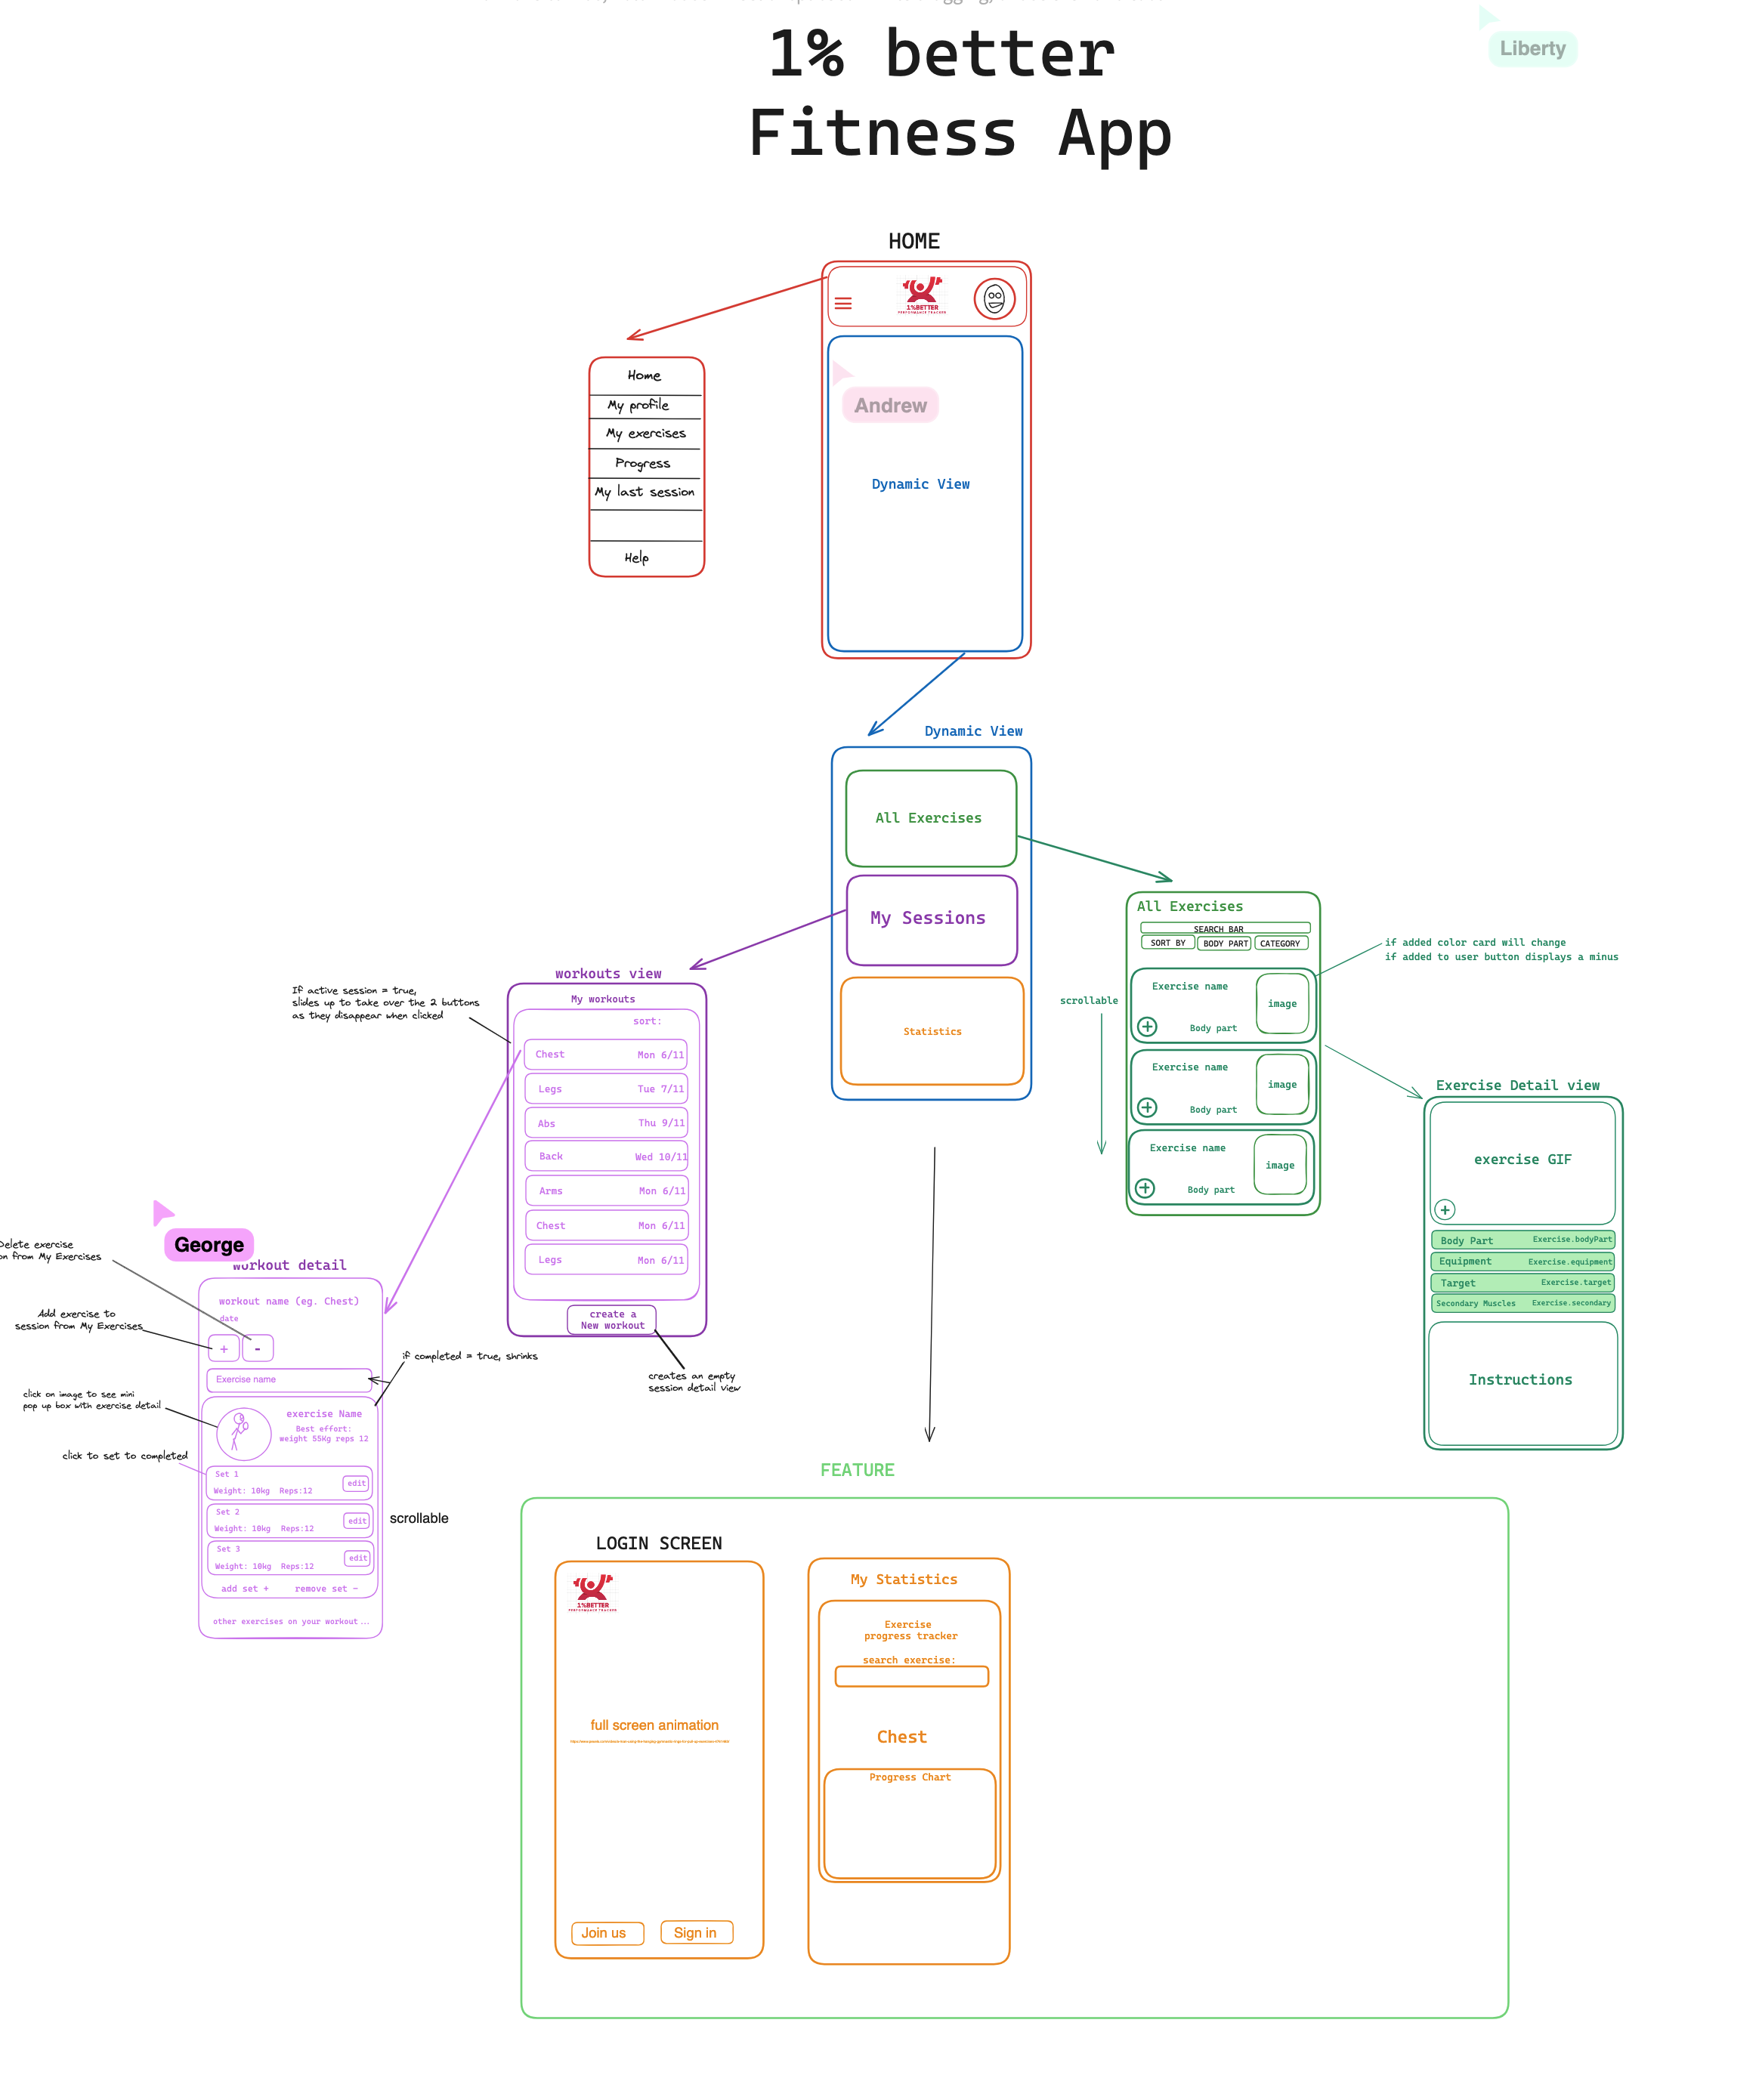 1% better
Fitness App
Liberty
HOME
1%BETTER
PERFORMANCE TRACKER
Home
My profile
My exercises
Progress
My last session
Help
Andrew
Dynamic View
Dynamic View
All Exercises
My Sessions
Statistics
All Exercises
SEARCH BAR
SORT BY
BODY PART
CATEGORY
if added color card will change
if added to user button displays a minus
scrollable
Exercise name
image
+
Body part
Exercise name
image
+
Body part
Exercise name
image
+
Body part
Exercise Detail view
exercise GIF
+
Body Part Exercise.bodyPart
Equipment Exercise.equipment
Target Exercise.target
Secondary Muscles Exercise.secondary
Instructions
workouts view
If active session = true,
slides up to take over the 2 buttons
as they disappear when clicked
My workouts
sort:
Chest Mon 6/11
Legs Tue 7/11
Abs Thu 9/11
Back Wed 10/11
Arms Mon 6/11
Chest Mon 6/11
Legs Mon 6/11
create a
New workout
creates an empty
session detail view
George
Delete exercise
on from My Exercises
workout detail
workout name (eg. Chest)
date
Add exercise to
session from My Exercises
+ -
if completed = true, shrinks
Exercise name
click on image to see mini
pop up box with exercise detail
exercise Name
Best effort:
weight 55Kg reps 12
click to set to completed
Set 1
Weight: 10kg Reps:12
edit
Set 2
Weight: 10kg Reps:12
edit
Set 3
Weight: 10kg Reps:12
edit
scrollable
add set + remove set -
other exercises on your workout...
FEATURE
LOGIN SCREEN
1%BETTER
PERFORMANCE TRACKER
full screen animation
Join us
Sign in
My Statistics
Exercise
progress tracker
search exercise:
Chest
Progress Chart